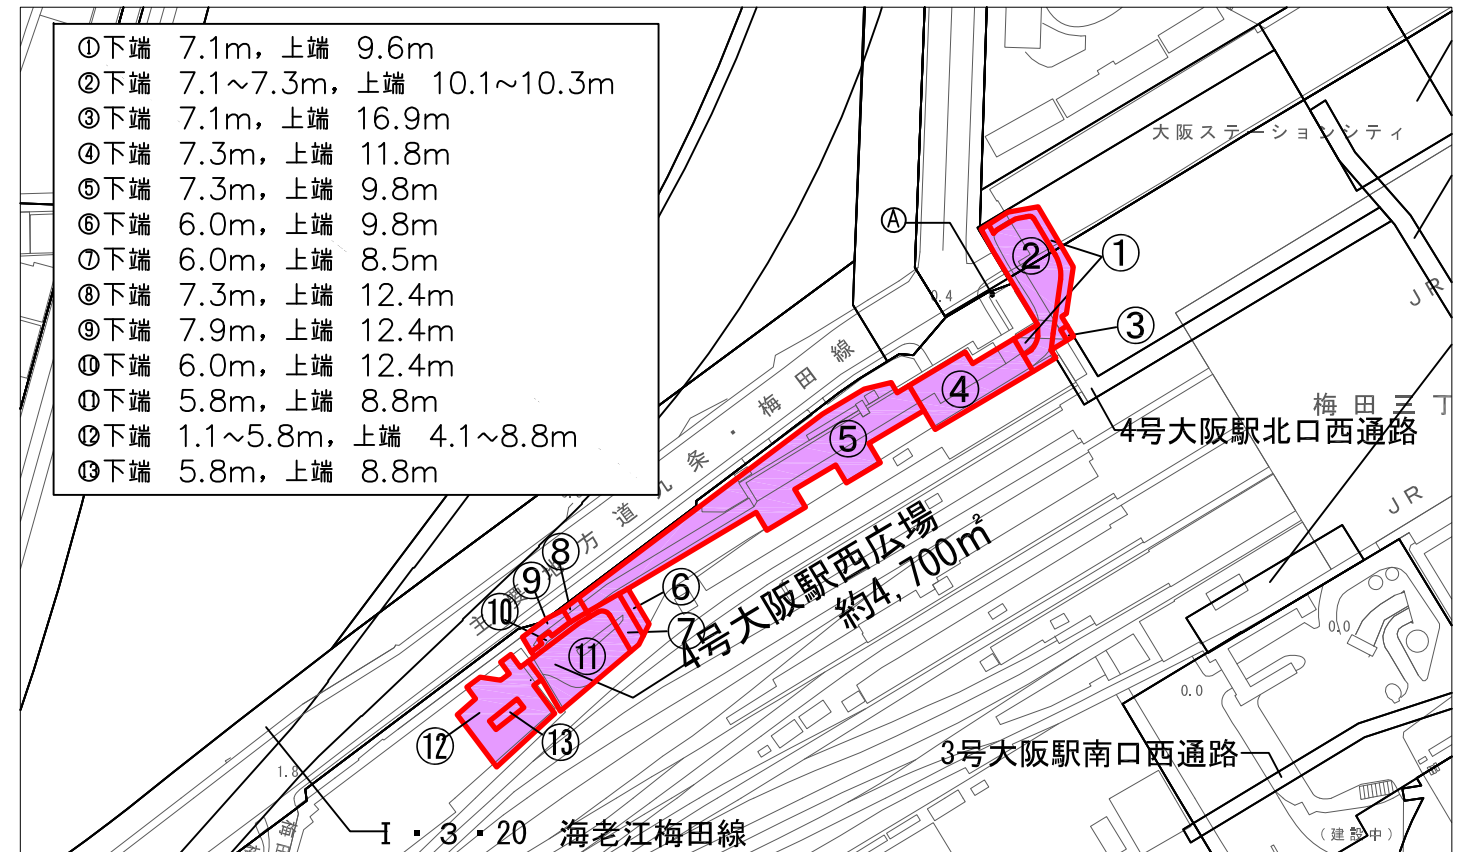 ①下端 7.1m，上端 9.6m
②下端 7.1～7.3m，上端 10.1～10.3m
③下端 7.1m，上端 16.9m
④下端 7.3m，上端 11.8m
⑤下端 7.3m，上端 9.8m
⑥下端 6.0m，上端 9.8m
⑦下端 6.0m，上端 8.5m
⑧下端 7.3m，上端 12.4m
⑨下端 7.9m，上端 12.4m
⑩下端 6.0m，上端 12.4m
⑪下端 5.8m，上端 8.8m
⑫下端 1.1～5.8m，上端 4.1～8.8m
⑬下端 5.8m，上端 8.8m
大阪ステーションシティ
Ⓐ
②
①
0.4
JR
③
④
梅田三丁
4号大阪駅北口西通路
⑤
JR
4号大阪駅西広場
約4,700㎡
主
地方道九条・梅田線
⑧
⑨
⑥
⑩
⑦
⑪
0.0
0.0
⑫
⑬
3号大阪駅南口西通路
1.8
I・3・20 海老江梅田線
梅田
（建設中）